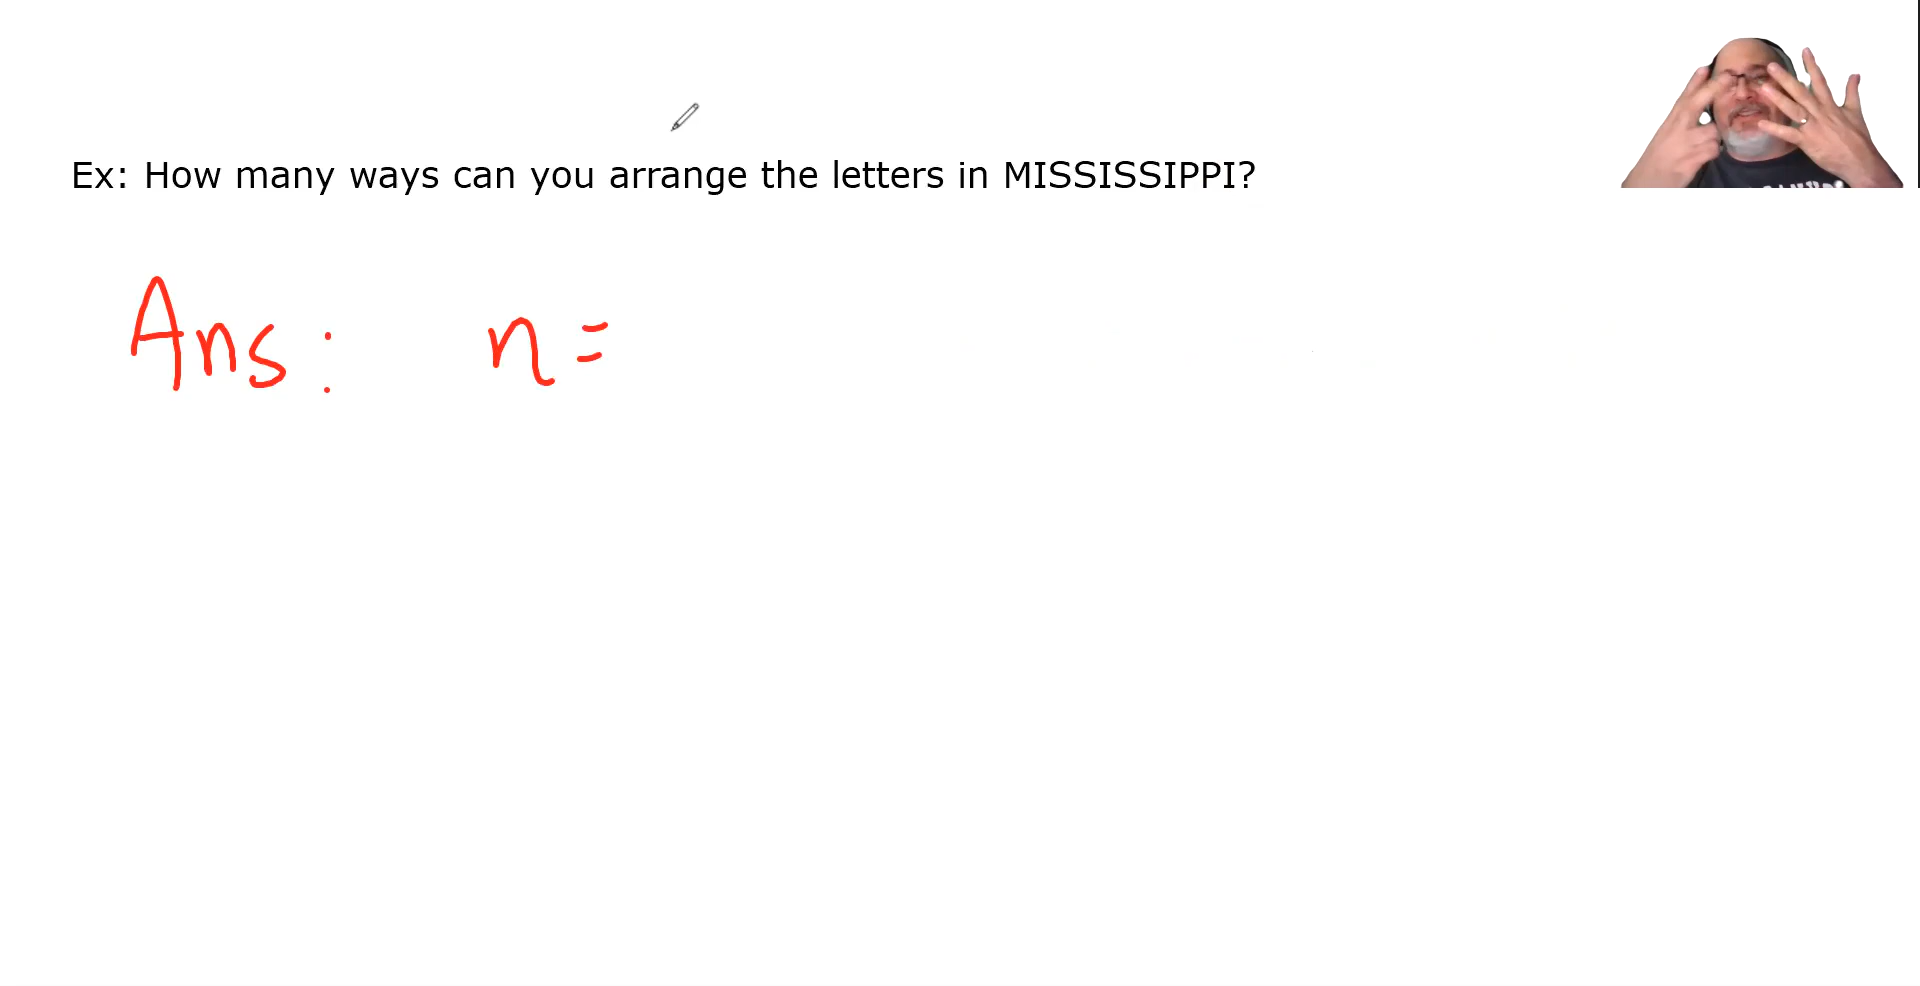 Ex: How many ways can you arrange the letters in MISSISSIPPI?
Ans: n =